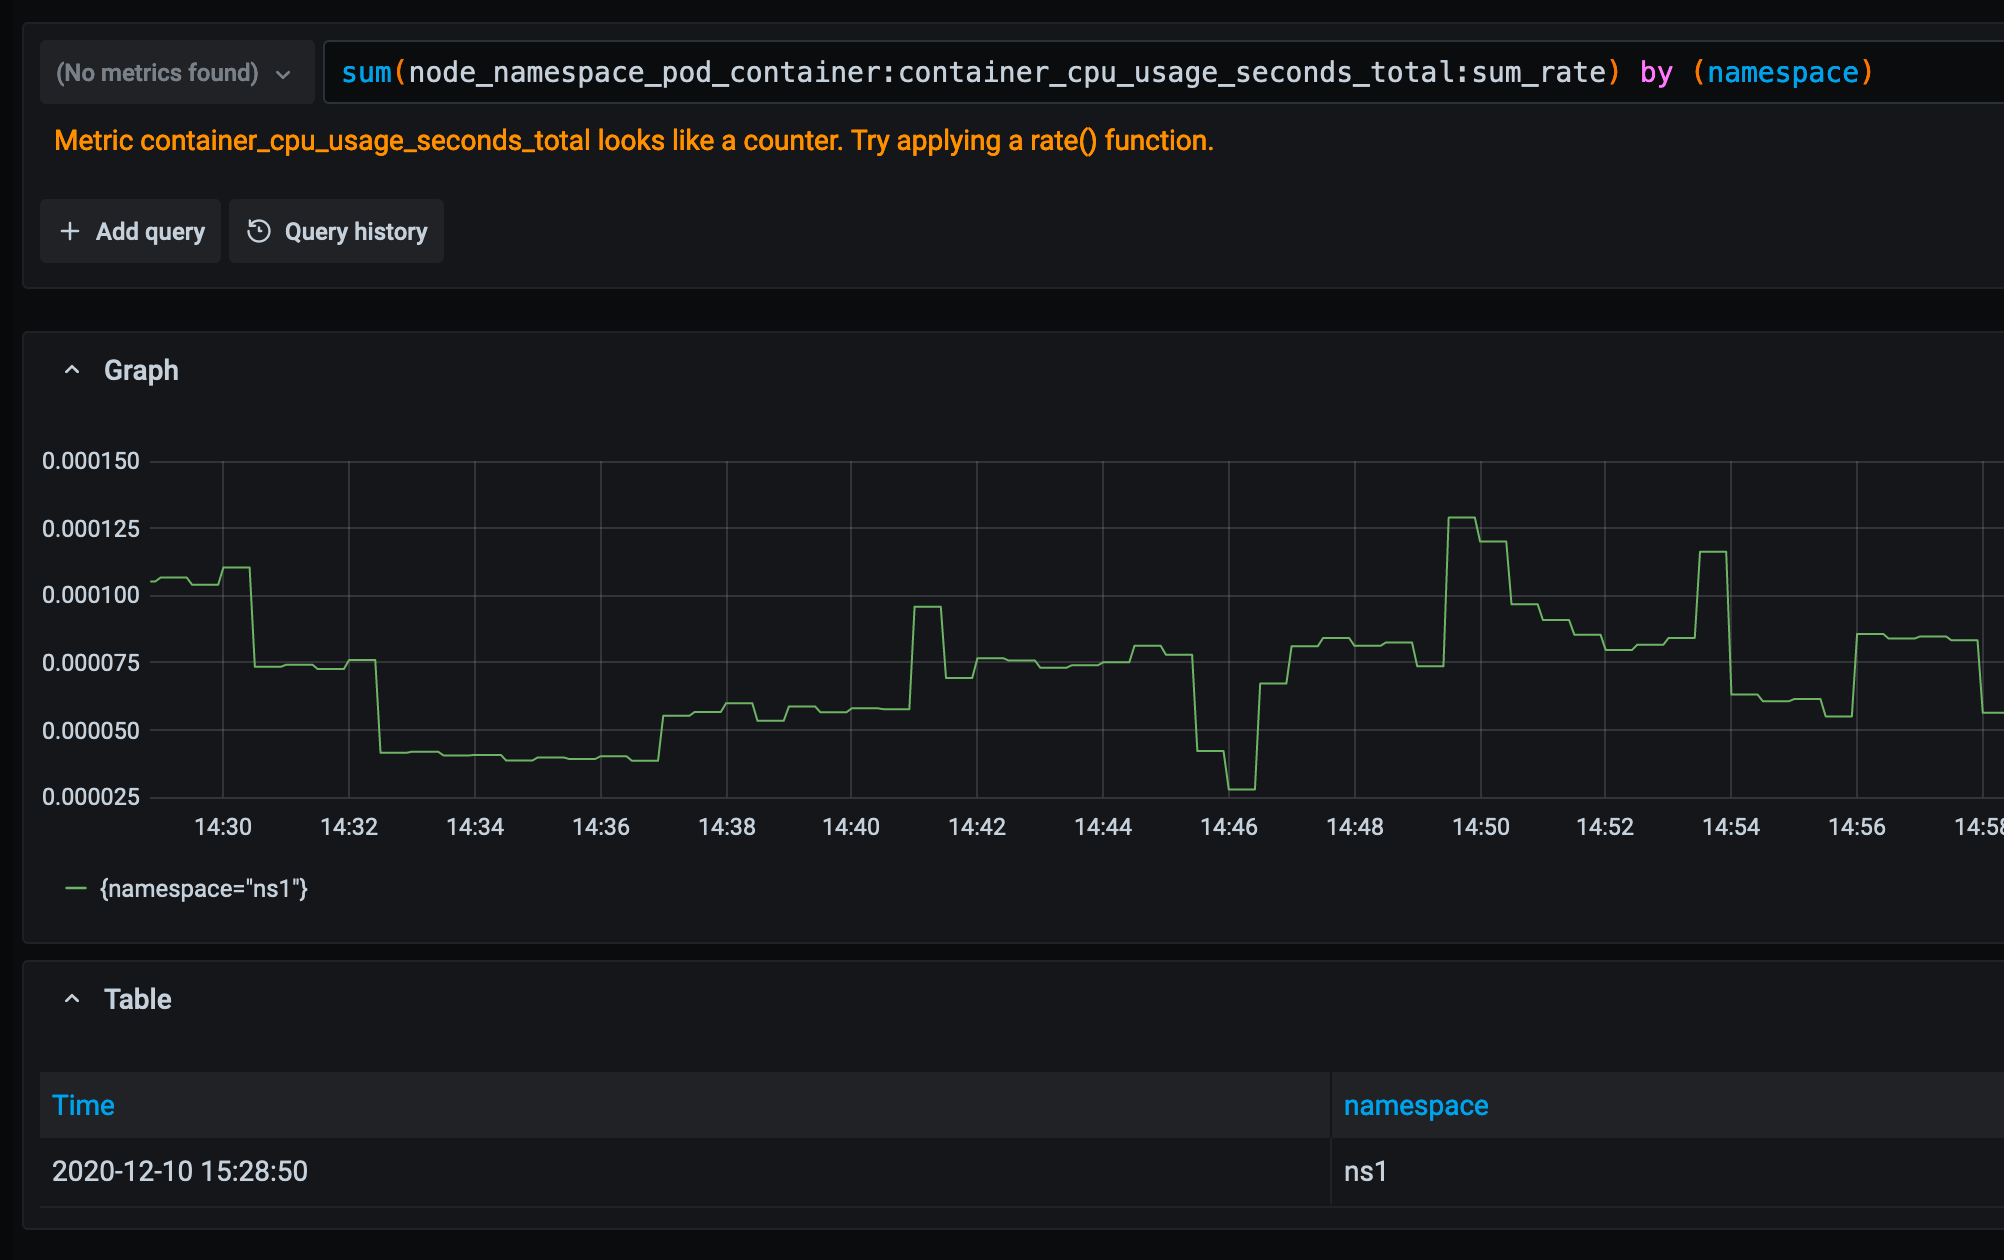 (No metrics found)
sum(node_namespace_pod_container:container_cpu_usage_seconds_total:sum_rate) by (namespace)
Metric container_cpu_usage_seconds_total looks like a counter. Try applying a rate() function.
+ Add query
Query history
Graph
0.000150
0.000125
0.000100
0.000075
0.000050
0.000025
14:30 14:32 14:34 14:36 14:38 14:40 14:42 14:44 14:46 14:48 14:50 14:52 14:54 14:56 14:58
{namespace="ns1"}
Table
Time namespace
2020-12-10 15:28:50 ns1